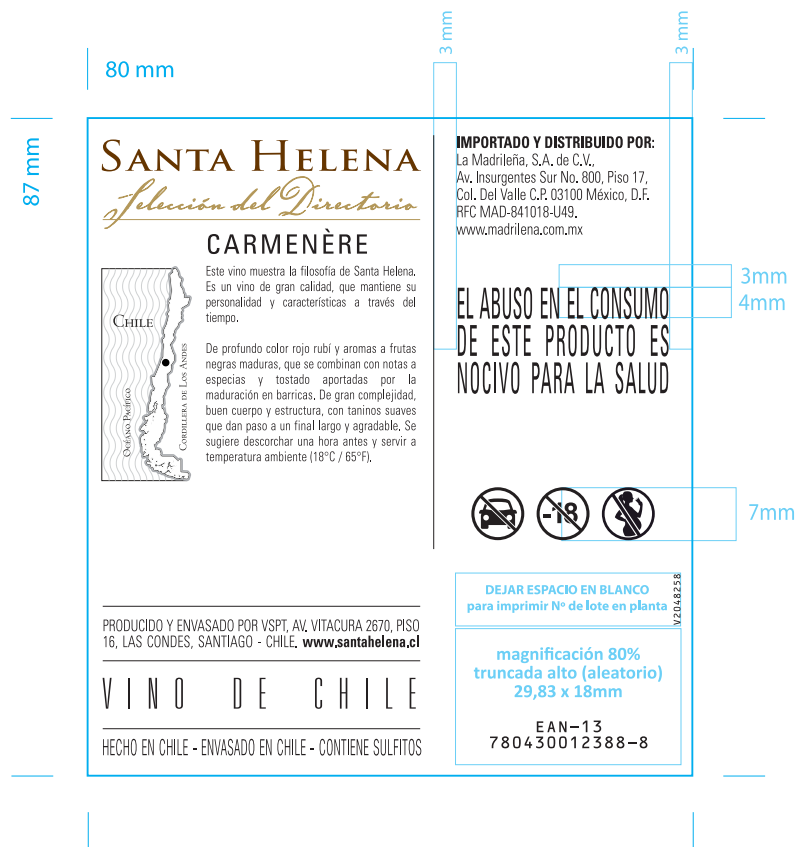 80 mm
3 mm
3 mm
87 mm
SANTA HELENA
Selección del Directorio
CARMENÈRE
Este vino muestra la filosofía de Santa Helena.
Es un vino de gran calidad, que mantiene su
personalidad y características a través del
tiempo.
De profundo color rojo rubí y aromas a frutas
negras maduras, que se combinan con notas a
especias y tostado aportadas por la
maduración en barricas. De gran complejidad,
buen cuerpo y estructura, con taninos suaves
que dan paso a un final largo y agradable. Se
sugiere descorchar una hora antes y servir a
temperatura ambiente (18°C / 65°F).
CHILE
OCÉANO PACÍFICO
CORDILLERA DE LOS ANDES
PRODUCIDO Y ENVASADO POR VSPT, AV. VITACURA 2670, PISO
16, LAS CONDES, SANTIAGO - CHILE. www.santahelena.cl
VINO DE CHILE
HECHO EN CHILE - ENVASADO EN CHILE - CONTIENE SULFITOS
IMPORTADO Y DISTRIBUIDO POR:
La Madrileña, S.A. de C.V.,
Av. Insurgentes Sur No. 800, Piso 17,
Col. Del Valle C.P. 03100 México, D.F.
RFC MAD-841018-U49.
www.madrilena.com.mx
3mm
4mm
EL ABUSO EN EL CONSUMO
DE ESTE PRODUCTO ES
NOCIVO PARA LA SALUD
-18
7mm
DEJAR ESPACIO EN BLANCO
para imprimir Nº de lote en planta
V2048258
magnificación 80%
truncada alto (aleatorio)
29,83 x 18mm
EAN-13
780430012388-8